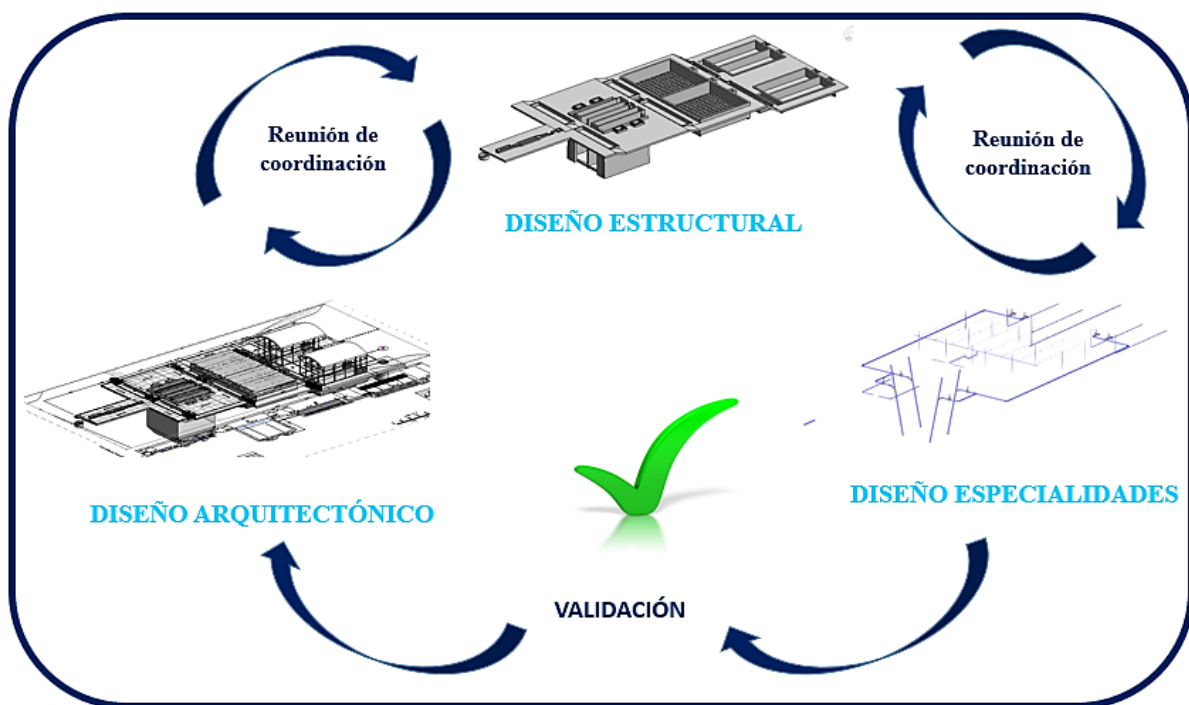 Reunión de
coordinación
Reunión de
coordinación
DISEÑO ESTRUCTURAL
DISEÑO ARQUITECTÓNICO
DISEÑO ESPECIALIDADES
VALIDACIÓN